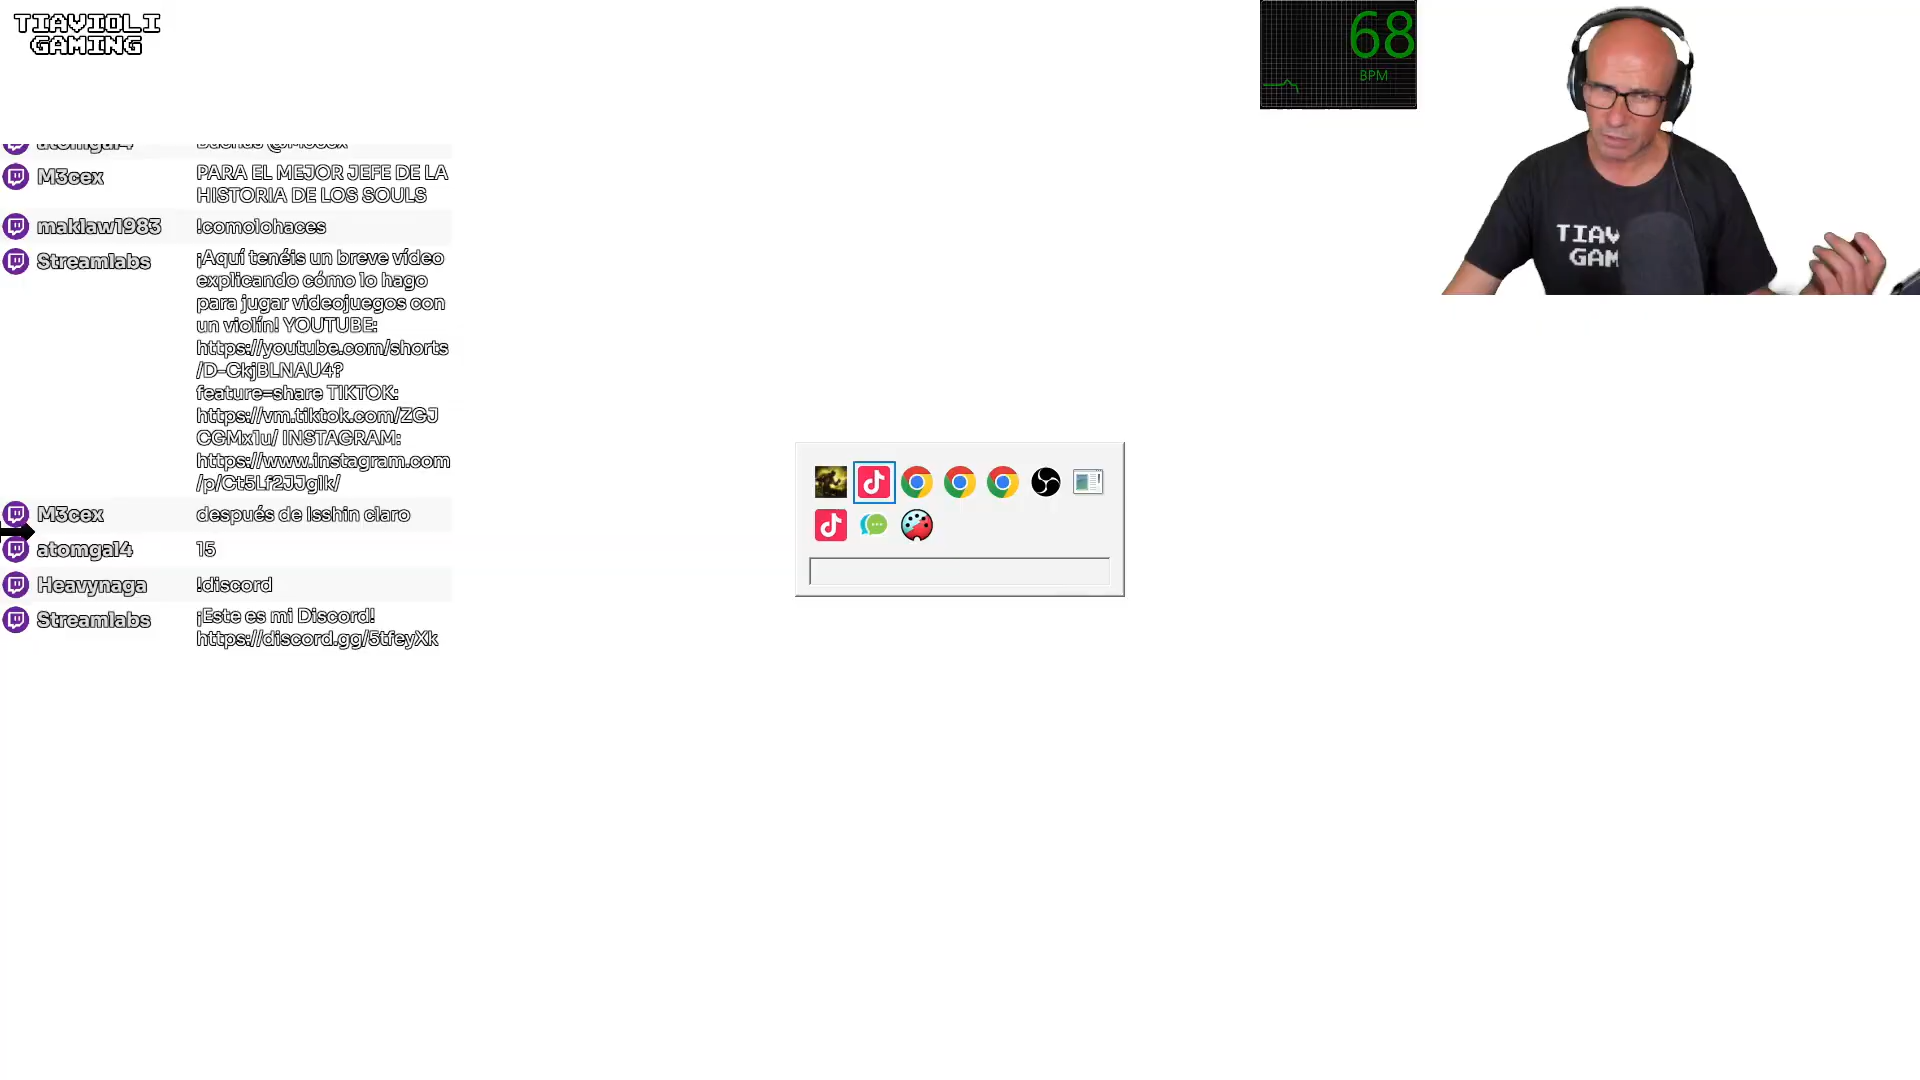 TIAVIOLI
GAMING
68
BPM
TIAV
GAM
M3cex
PARA EL MEJOR JEFE DE LA
HISTORIA DE LOS SOULS
maklaw1983
!comolohaces
Streamlabs
¡Aquí tenéis un breve vídeo
explicando cómo lo hago
para jugar videojuegos con
un violín! YOUTUBE:
https://youtube.com/shorts
/D-CkjBLNAU4?
feature=share TIKTOK:
https://vm.tiktok.com/ZGJ
CGMx1u/ INSTAGRAM:
https://www.instagram.com
/p/Ct5Lf2JJg1k/
M3cex
después de Isshin claro
atomgal4
15
Heavynaga
!discord
Streamlabs
¡Este es mi Discord!
https://discord.gg/5tfeyXk